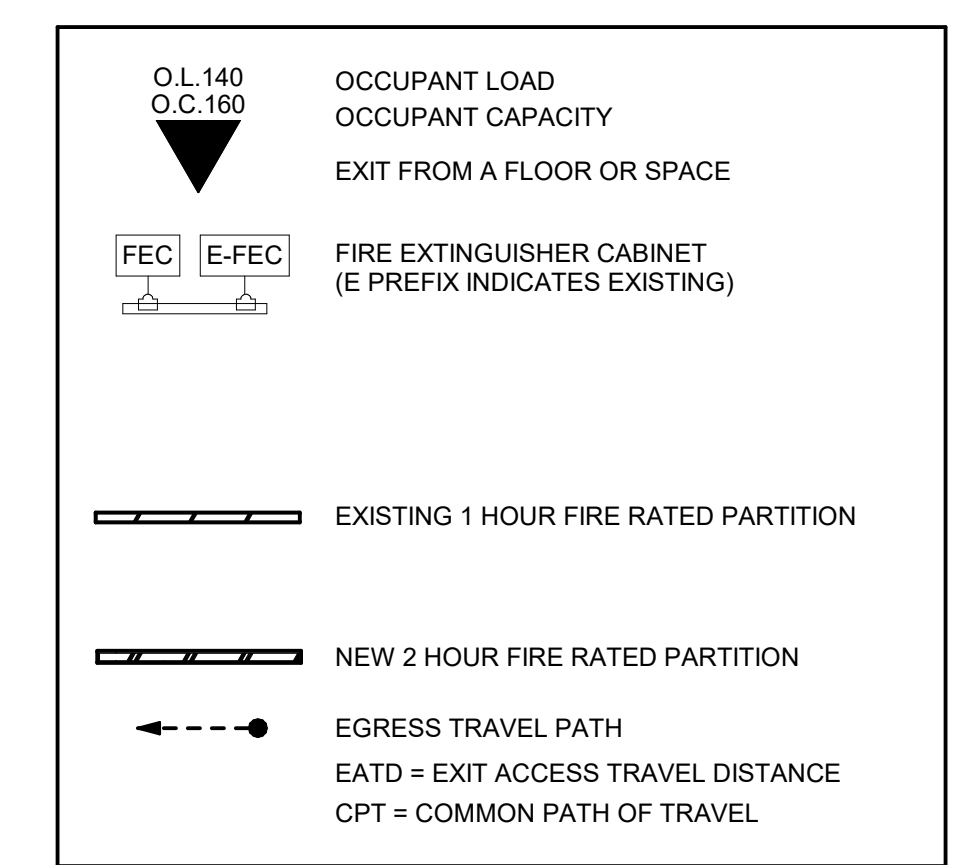 O.L.140
O.C.160
OCCUPANT LOAD
OCCUPANT CAPACITY
EXIT FROM A FLOOR OR SPACE
FEC E-FEC
FIRE EXTINGUISHER CABINET
(E PREFIX INDICATES EXISTING)
EXISTING 1 HOUR FIRE RATED PARTITION
NEW 2 HOUR FIRE RATED PARTITION
EGRESS TRAVEL PATH
EATD = EXIT ACCESS TRAVEL DISTANCE
CPT = COMMON PATH OF TRAVEL